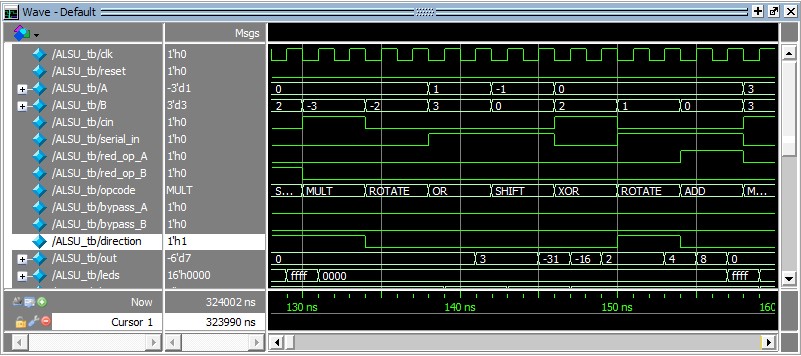 Wave - Default
Msgs
/ALSU_tb/clk 1'h0
/ALSU_tb/reset 1'h0
/ALSU_tb/A -3'd1 0 1 -1 0 3
/ALSU_tb/B 3'd3 2 -3 -2 3 0 2 1 0 3
/ALSU_tb/cin 1'h0
/ALSU_tb/serial_in 1'h0
/ALSU_tb/red_op_A 1'h0
/ALSU_tb/red_op_B 1'h0
/ALSU_tb/opcode MULT S... MULT ROTATE OR SHIFT XOR ROTATE ADD M...
/ALSU_tb/bypass_A 1'h0
/ALSU_tb/bypass_B 1'h0
/ALSU_tb/direction 1'h1
/ALSU_tb/out -6'd7 0 3 -31 -16 2 4 8 0
/ALSU_tb/leds 16'h0000 ffff 0000 ffff
Now 324002 ns 130 ns 140 ns 150 ns 160
Cursor 1 323990 ns